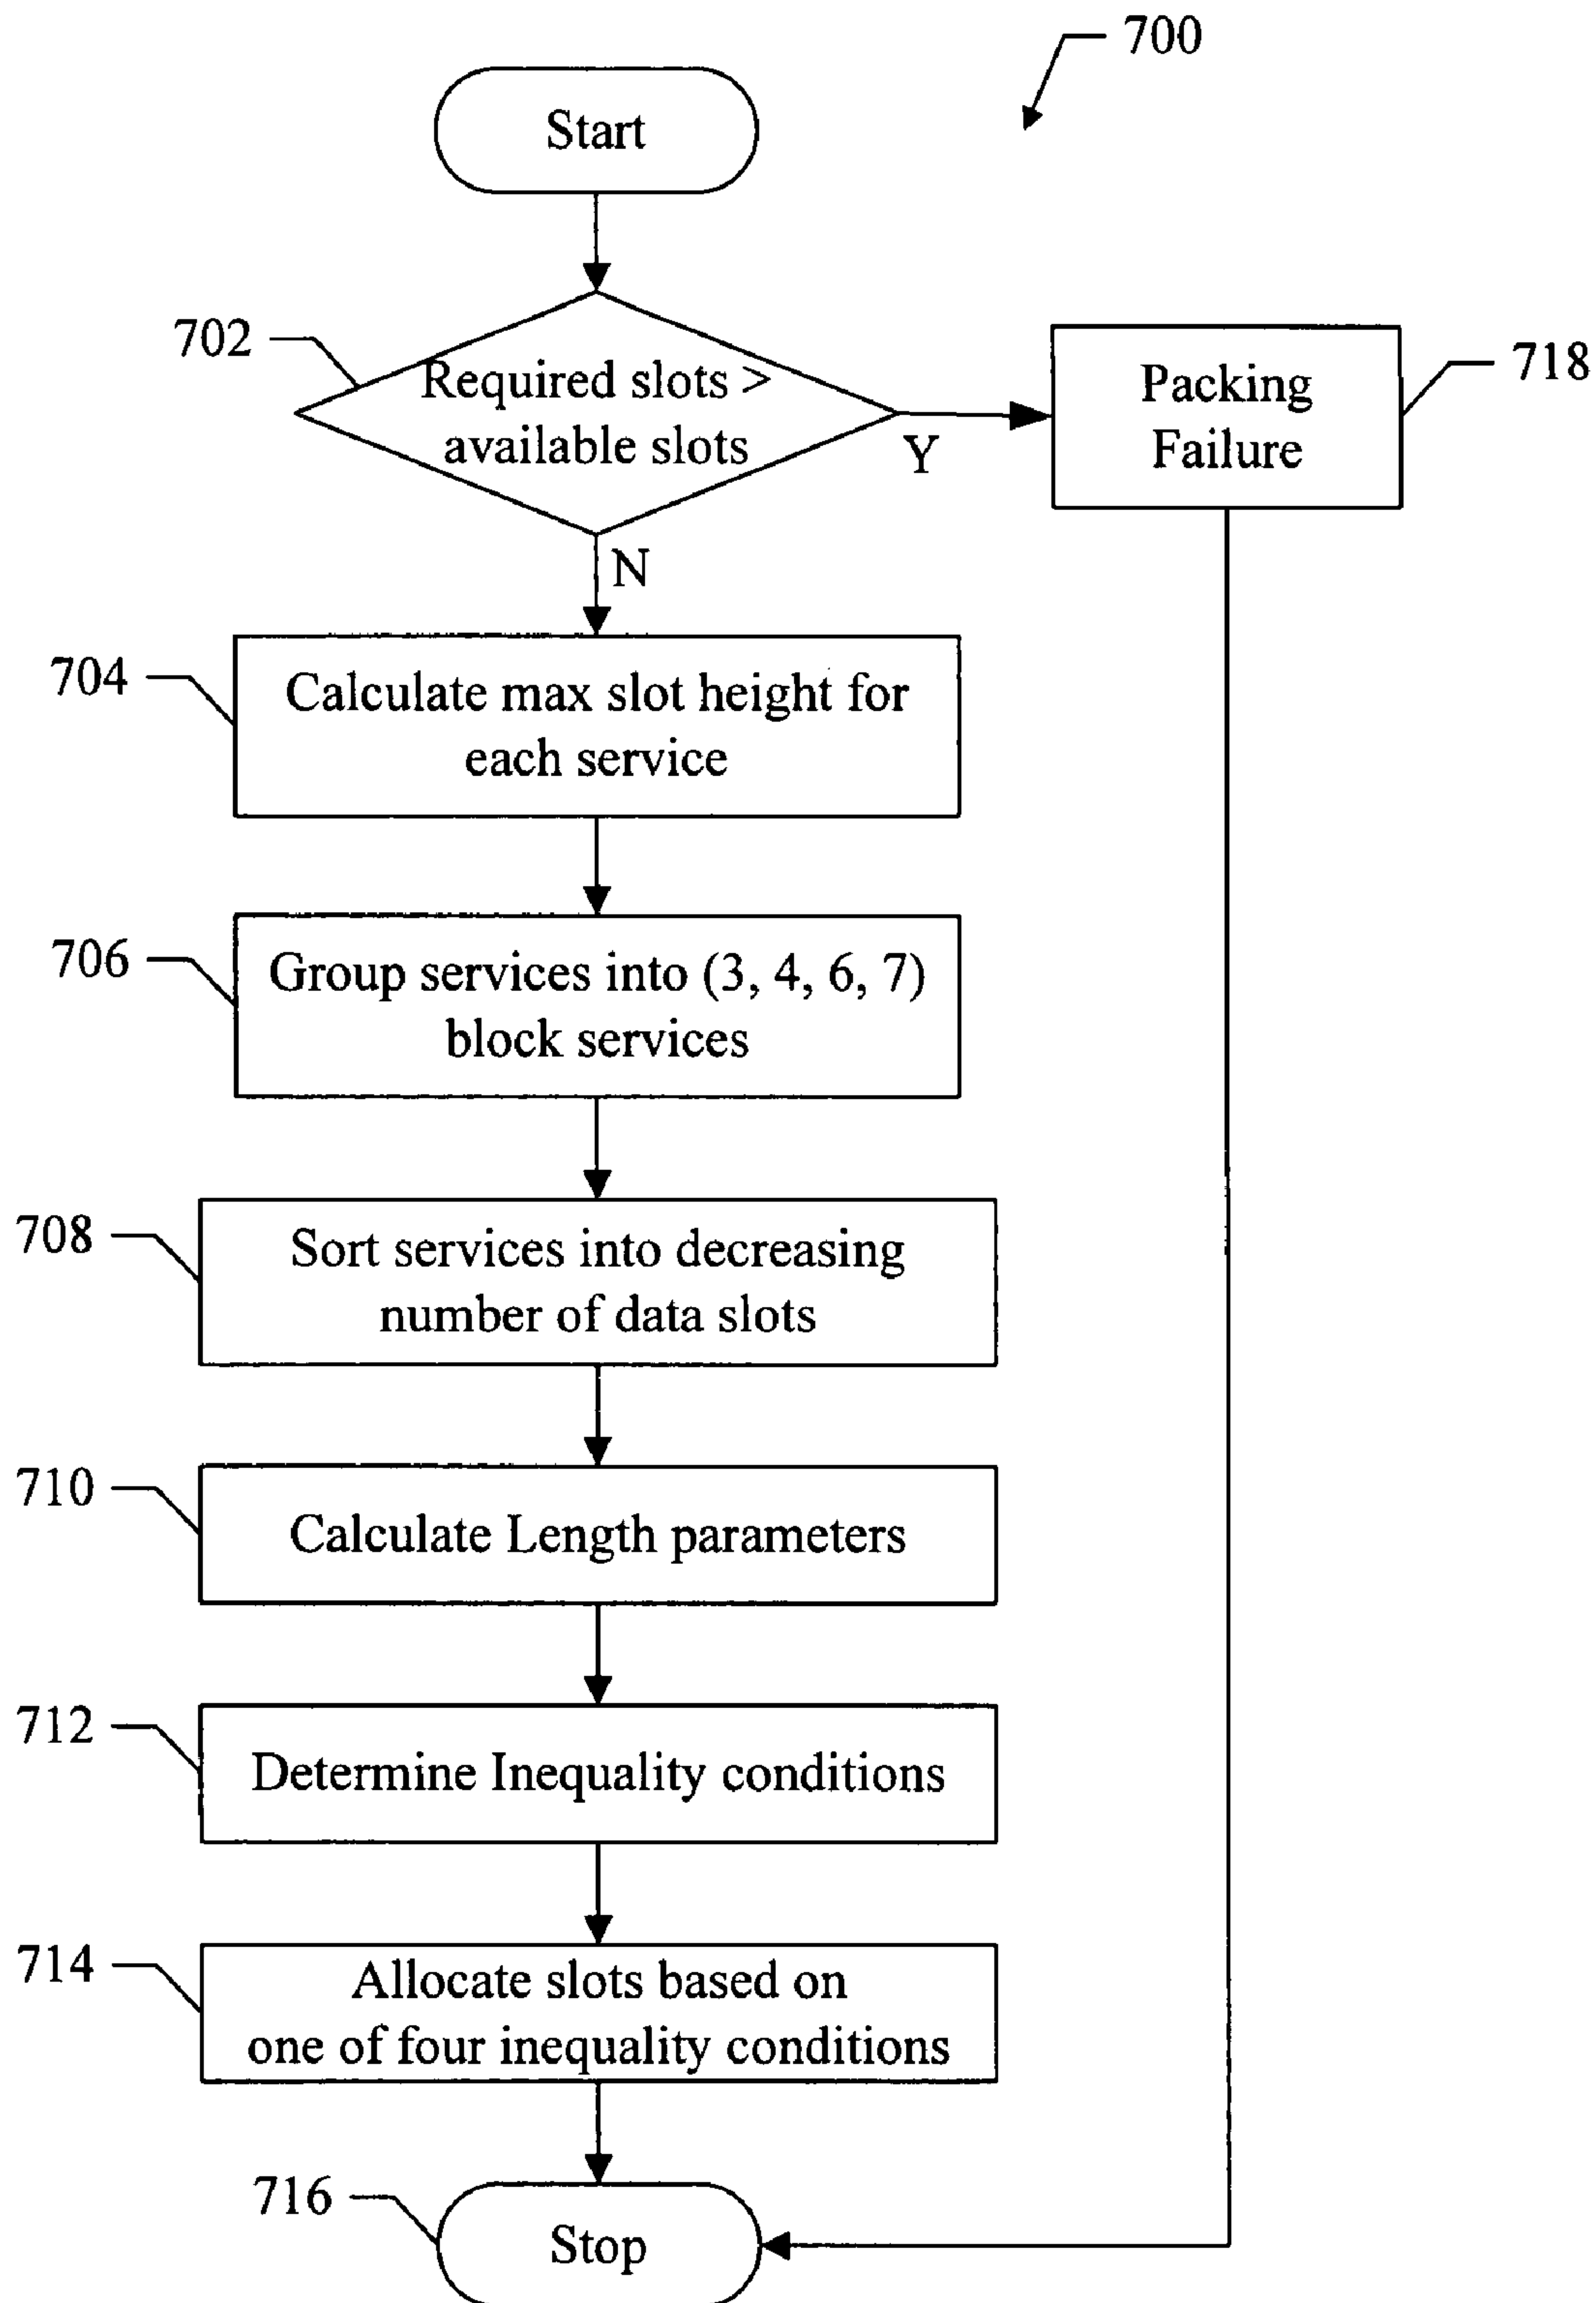 700
Start
702
Required slots >
available slots
Y
Packing
Failure
718
N
704
Calculate max slot height for
each service
706
Group services into (3, 4, 6, 7)
block services
708
Sort services into decreasing
number of data slots
710
Calculate Length parameters
712
Determine Inequality conditions
714
Allocate slots based on
one of four inequality conditions
716
Stop